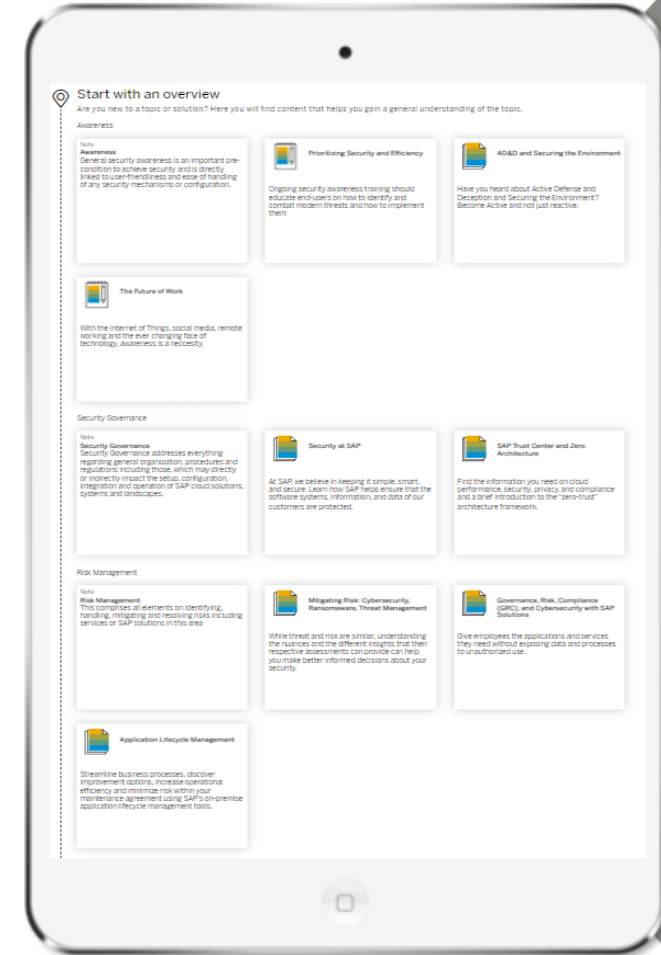 Start with an overview
Are you new to a topic or solution? Here you will find content that helps you gain a general understanding of the topic.
Awareness
Note
Awareness
General security awareness is an important pre-
condition to achieve security and is directly
linked to user-friendliness and ease of handling
of any security mechanisms or configuration.
Prioritizing Security and Efficiency
Ongoing security awareness training should
educate end-users on how to identify and
combat modern threats and how to implement
them
AD&D and Securing the Environment
Have you heard about Active Defense and
Deception and Securing the Environment?
Become Active and not just reactive.
The Future of Work
With the Internet of Things, social media, remote
working and the ever changing face of
technology, awareness is a neccesity.
Security Governance
Note
Security Governance
Security Governance addresses everything
regarding general organization, procedures and
regulations including those, which may directly
or indirectly impact the setup, configuration,
integration and operation of SAP cloud solutions,
systems and landscapes.
Security at SAP
At SAP, we believe in keeping it simple, smart,
and secure. Learn how SAP helps ensure that the
software systems, information, and data of our
customers are protected.
SAP Trust Center and Zero
Architecture
Find the information you need on cloud
performance, security, privacy, and compliance
and a brief introduction to the "zero-trust"
architecture framework.
Risk Management
Note
Risk Management
This comprises all elements on identifying,
handling, mitigating and resolving risks including
services or SAP solutions in this area
Mitigating Risk: Cybersecurity,
Ransomeware, Threat Management
While threat and risk are similar, understanding
the nuances and the different insights that their
respective assessments can provide can help
you make better informed decisions about your
security.
Governance, Risk, Compliance
(GRC), and Cybersecurity with SAP
Solutions
Give employees the applications and services
they need without exposing data and processes
to unauthorized use.
Application Lifecycle Management
Streamline business processes, discover
improvement options, increase operational
efficiency and minimize risk within your
maintenance agreement using SAP's on-premise
application lifecycle management tools.